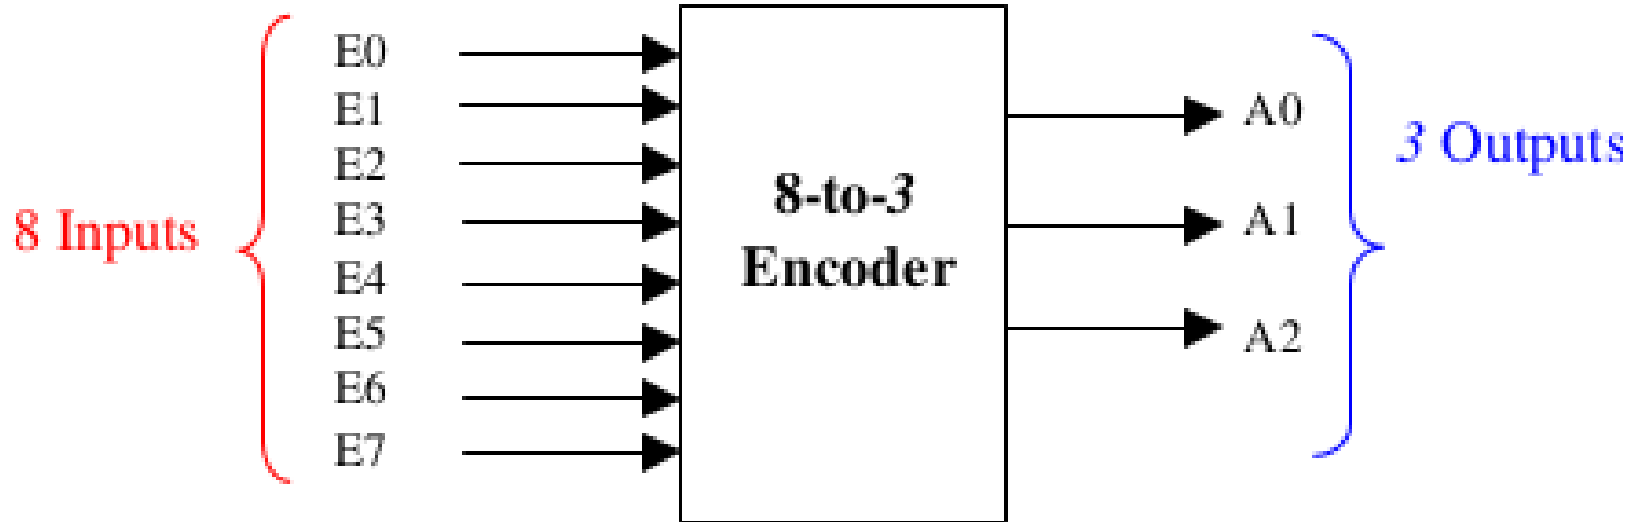 8 Inputs
E0
E1
E2
E3
E4
E5
E6
E7
8-to-3
Encoder
A0
A1
A2
3 Outputs